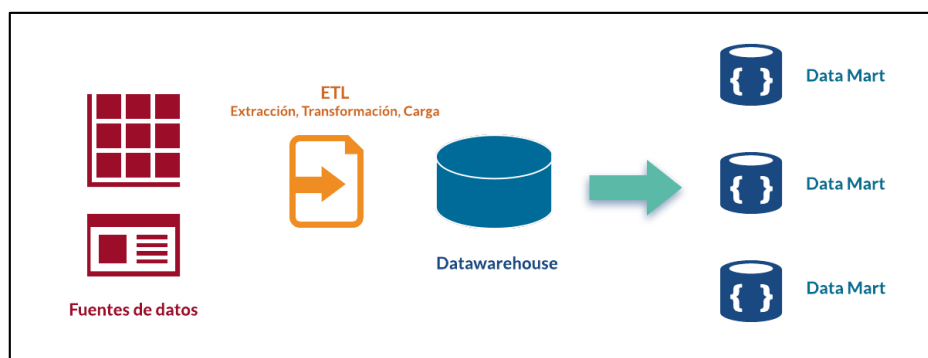 ETL
Extracción, Transformación, Carga
Fuentes de datos
Datawarehouse
{ } Data Mart
{ } Data Mart
{ } Data Mart